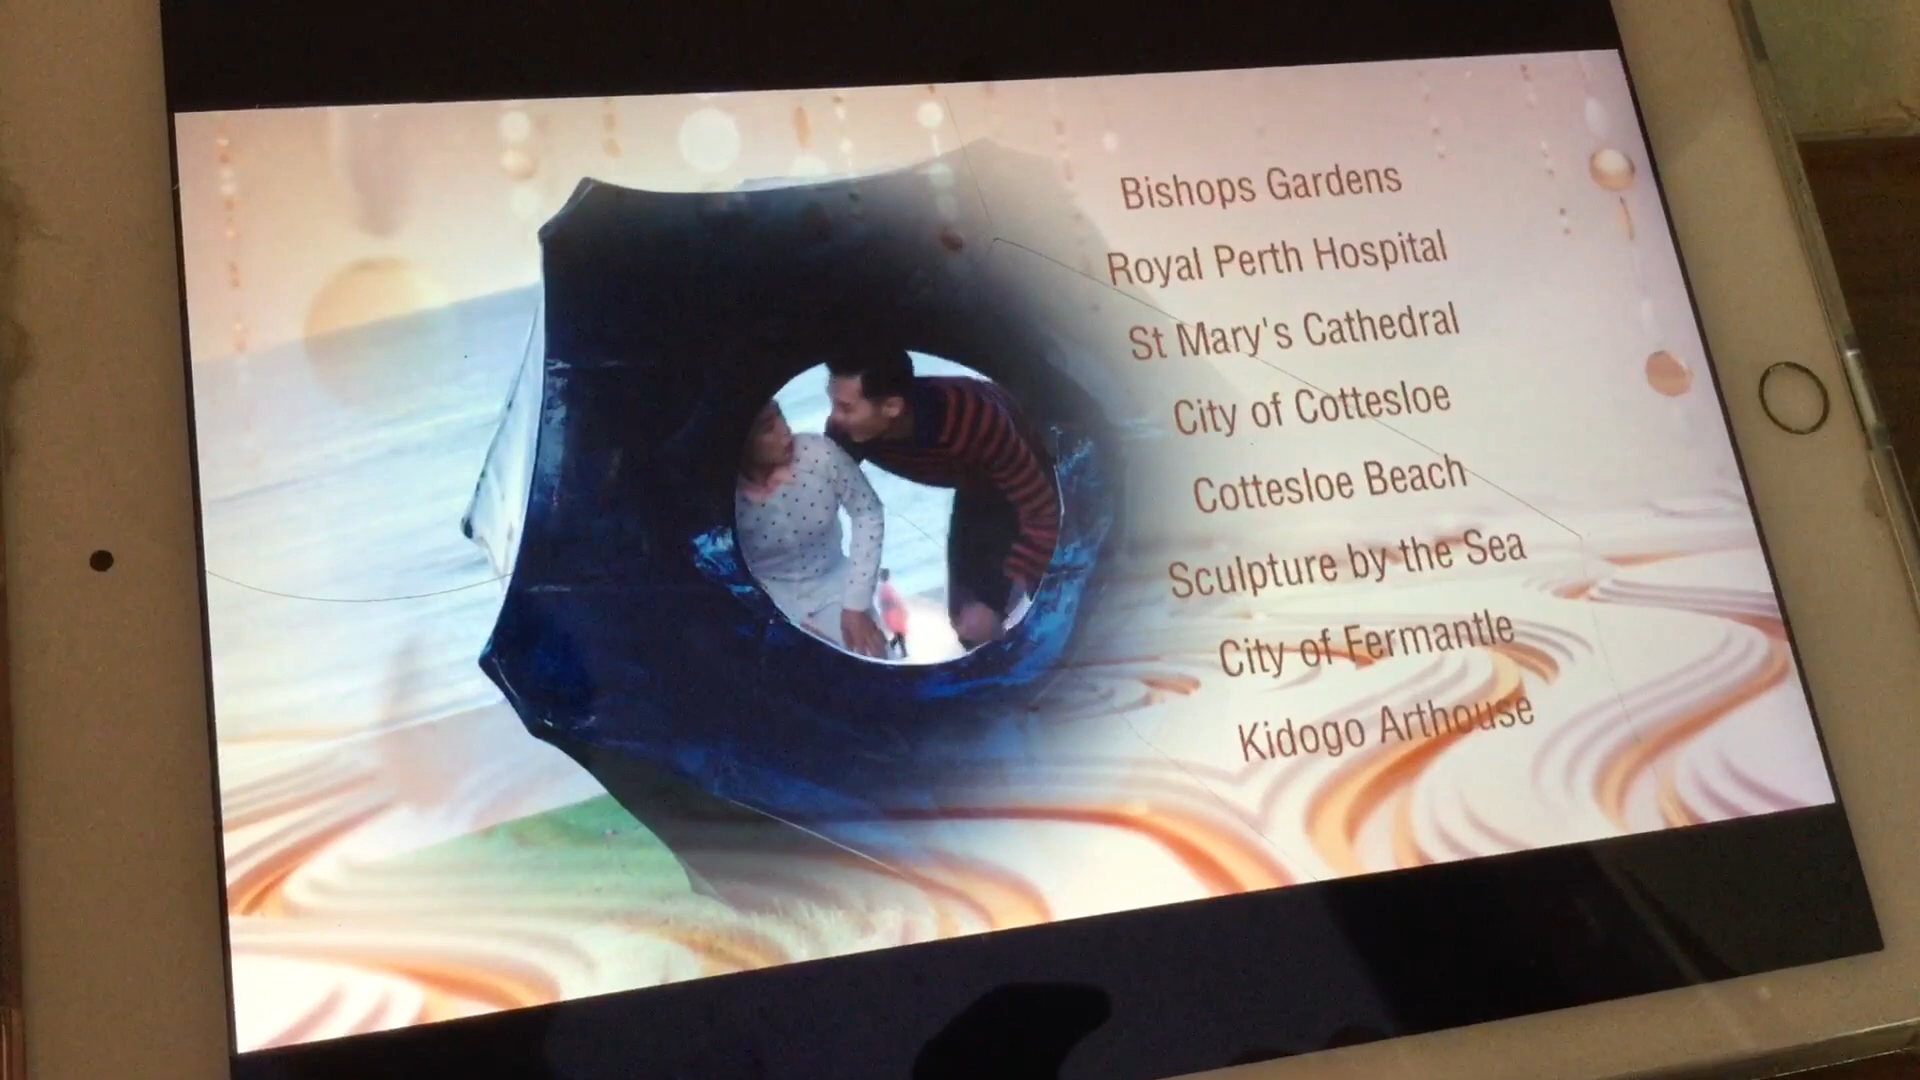 Bishops Gardens
Royal Perth Hospital
St Mary's Cathedral
City of Cottesloe
Cottesloe Beach
Sculpture by the Sea
City of Fermantle
Kidogo Arthouse